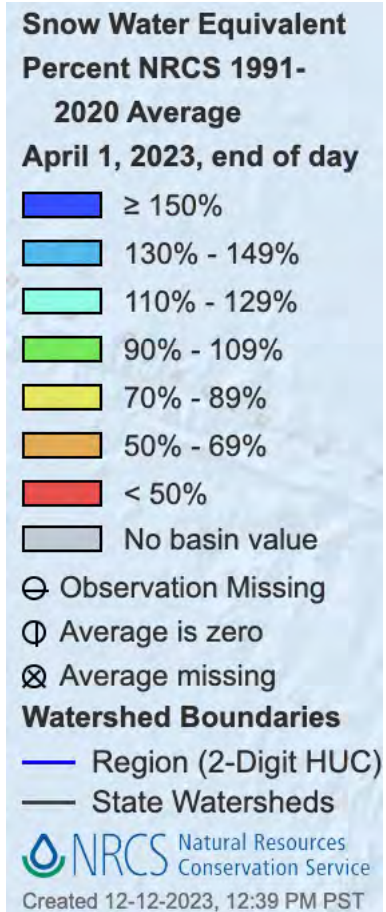 Snow Water Equivalent
Percent NRCS 1991-
2020 Average
April 1, 2023, end of day
≥ 150%
130% - 149%
110% - 129%
90% - 109%
70% - 89%
50% - 69%
< 50%
No basin value
Observation Missing
Average is zero
Average missing
Watershed Boundaries
Region (2-Digit HUC)
State Watersheds
NRCS Natural Resources
Conservation Service
Created 12-12-2023, 12:39 PM PST